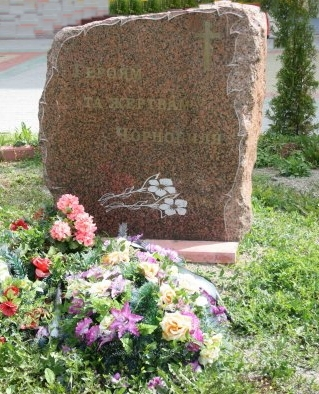 Героям
та жертвам
Чорнобиля